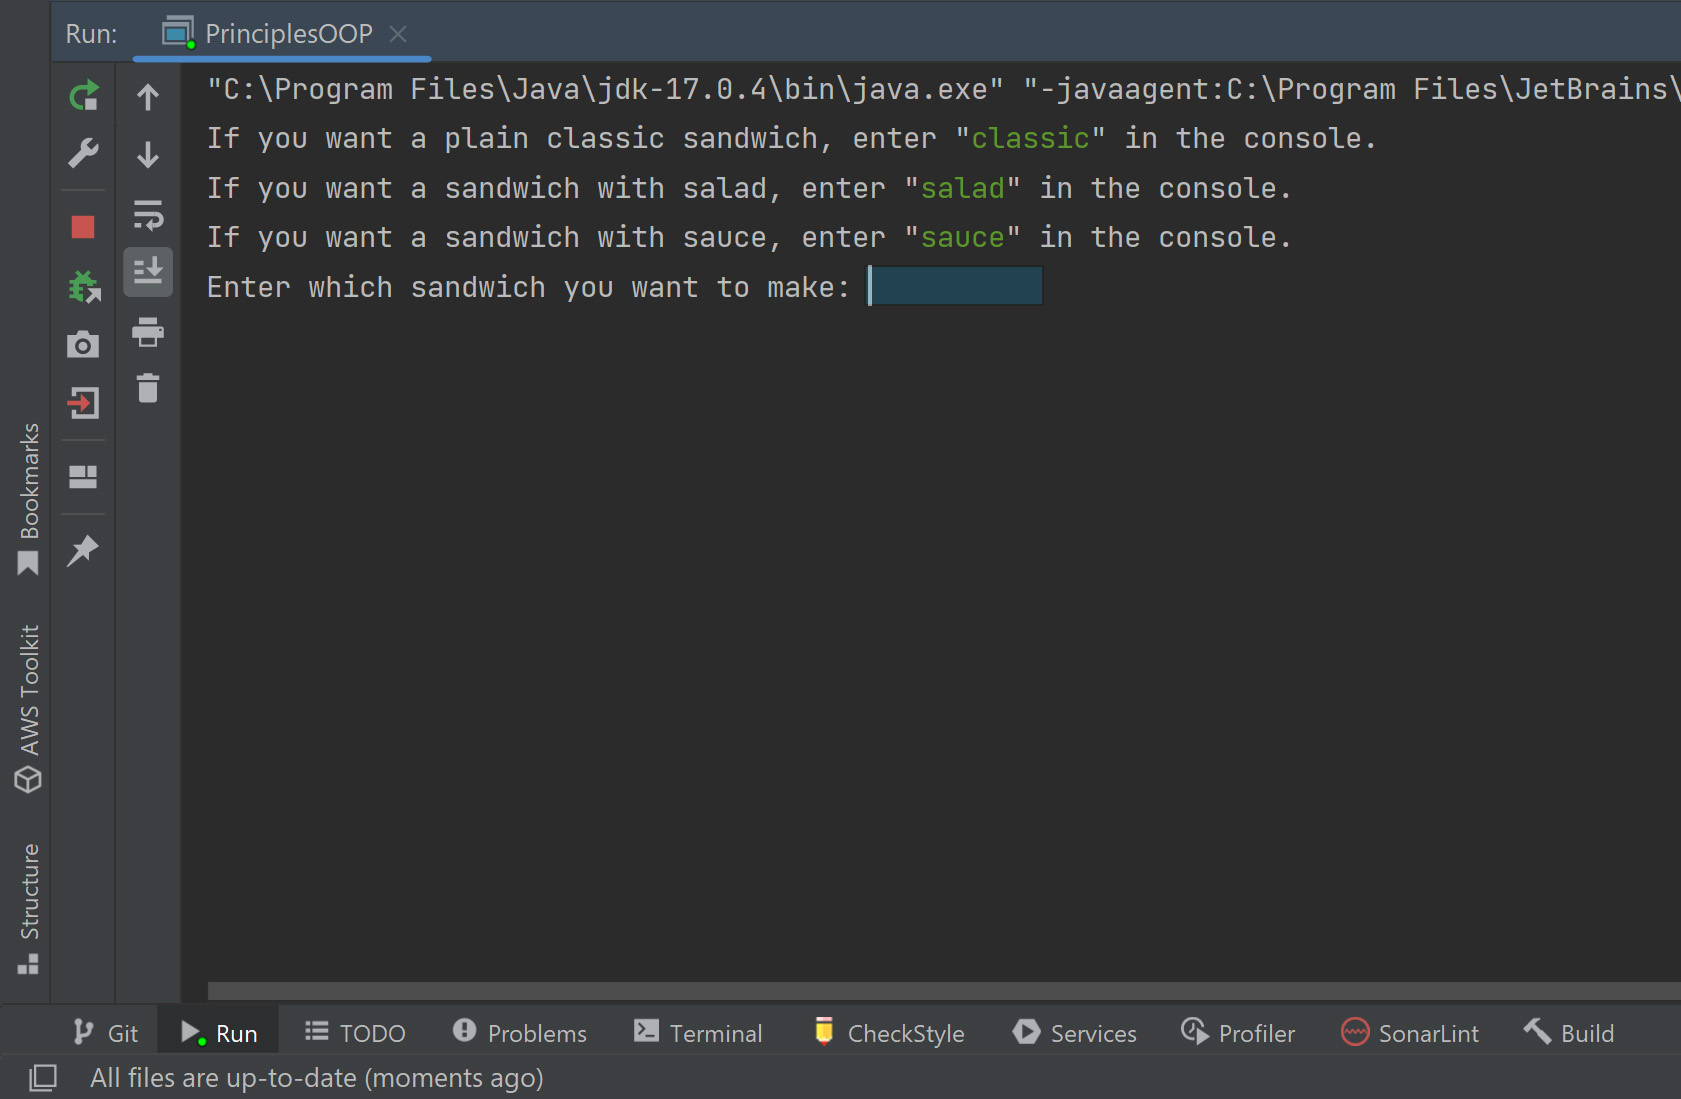 Run: PrinciplesOOP
"C:\Program Files\Java\jdk-17.0.4\bin\java.exe" "-javaagent:C:\Program Files\JetBrains\
If you want a plain classic sandwich, enter "classic" in the console.
If you want a sandwich with salad, enter "salad" in the console.
If you want a sandwich with sauce, enter "sauce" in the console.
Enter which sandwich you want to make:
Bookmarks
AWS Toolkit
Structure
Git Run TODO Problems Terminal CheckStyle Services Profiler SonarLint Build
All files are up-to-date (moments ago)